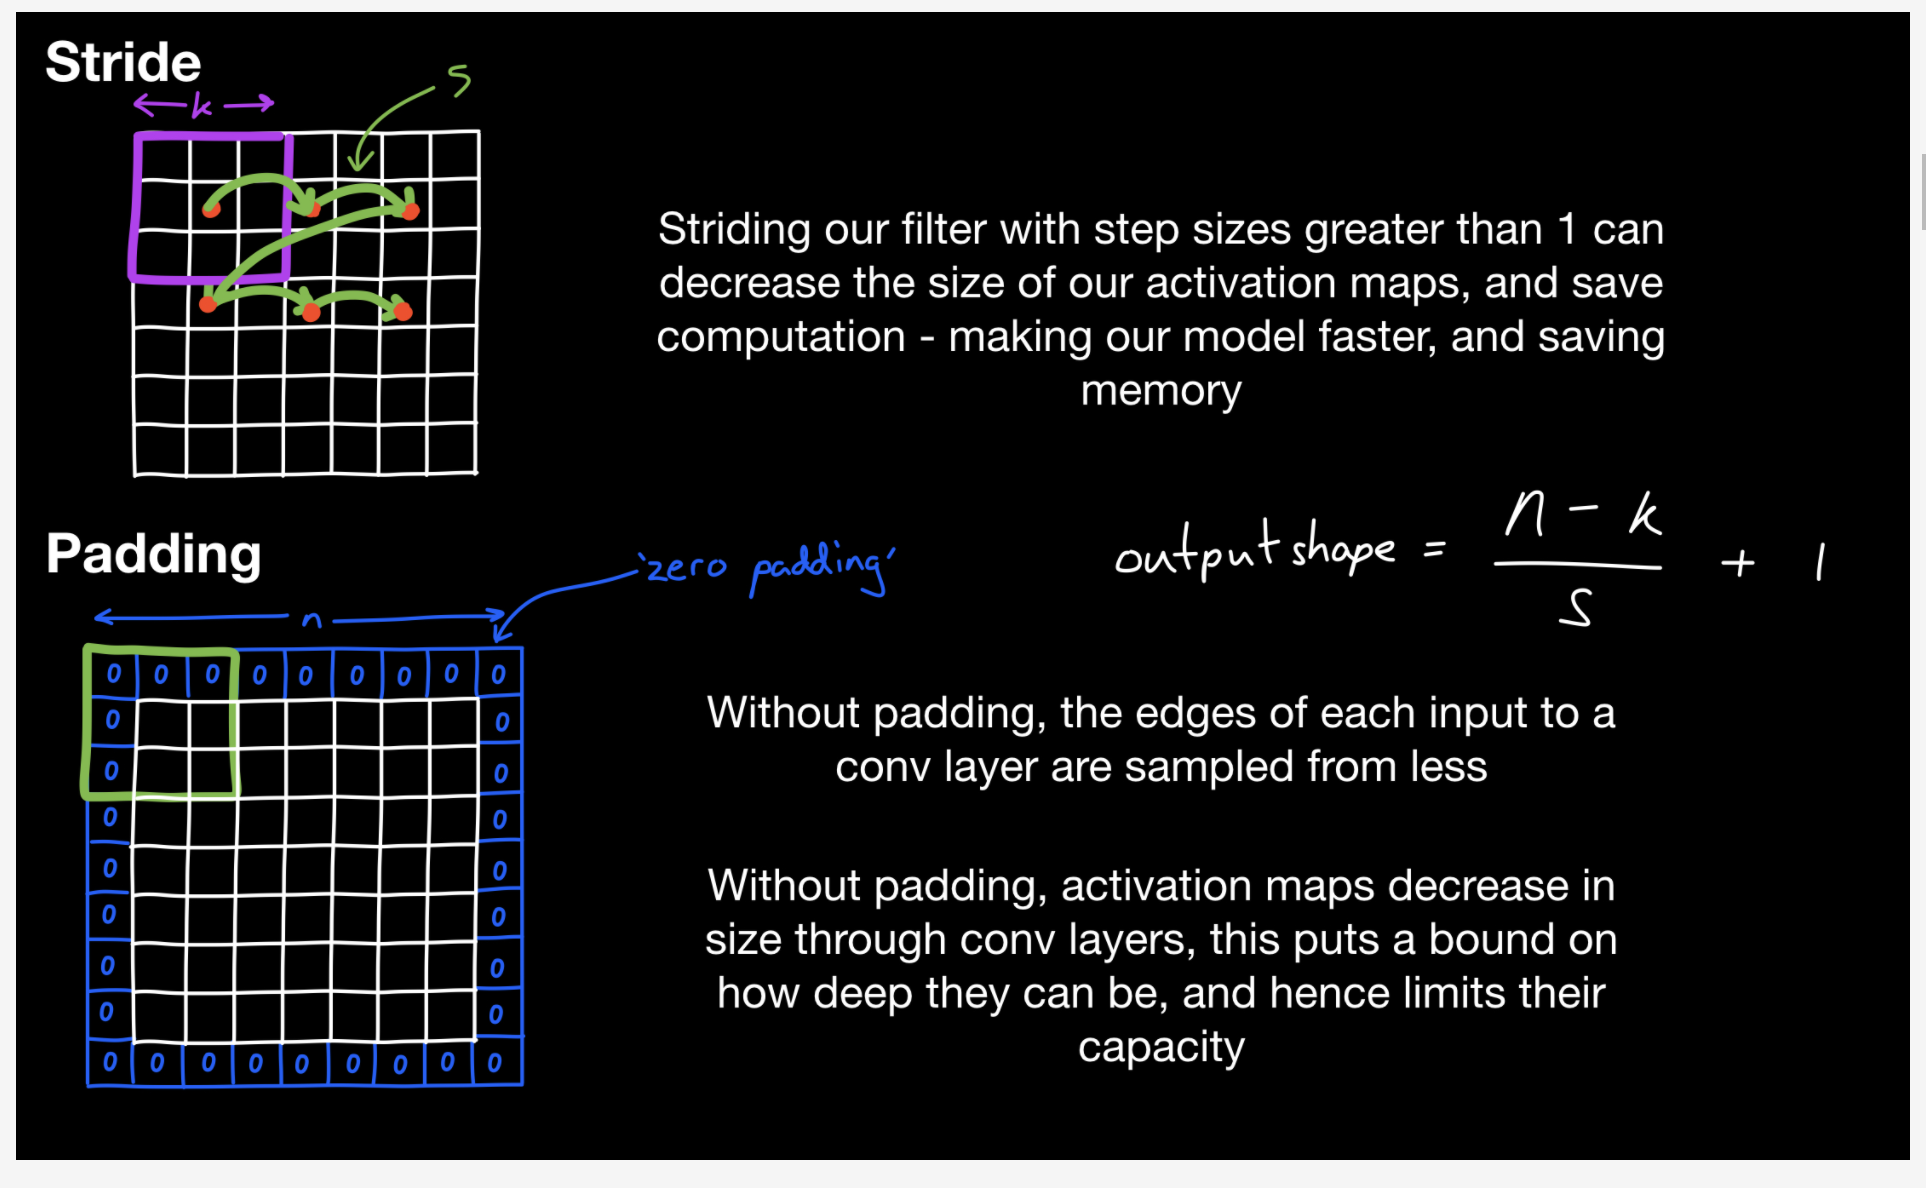 Stride
k
s
Striding our filter with step sizes greater than 1 can
decrease the size of our activation maps, and save
computation - making our model faster, and saving
memory
output shape = n - k / s + 1
Padding
'zero padding'
n
0 0 0 0 0 0 0 0 0
0 0
0 0
0 0
0 0
0 0
0 0
0 0
0 0 0 0 0 0 0 0 0
Without padding, the edges of each input to a
conv layer are sampled from less
Without padding, activation maps decrease in
size through conv layers, this puts a bound on
how deep they can be, and hence limits their
capacity